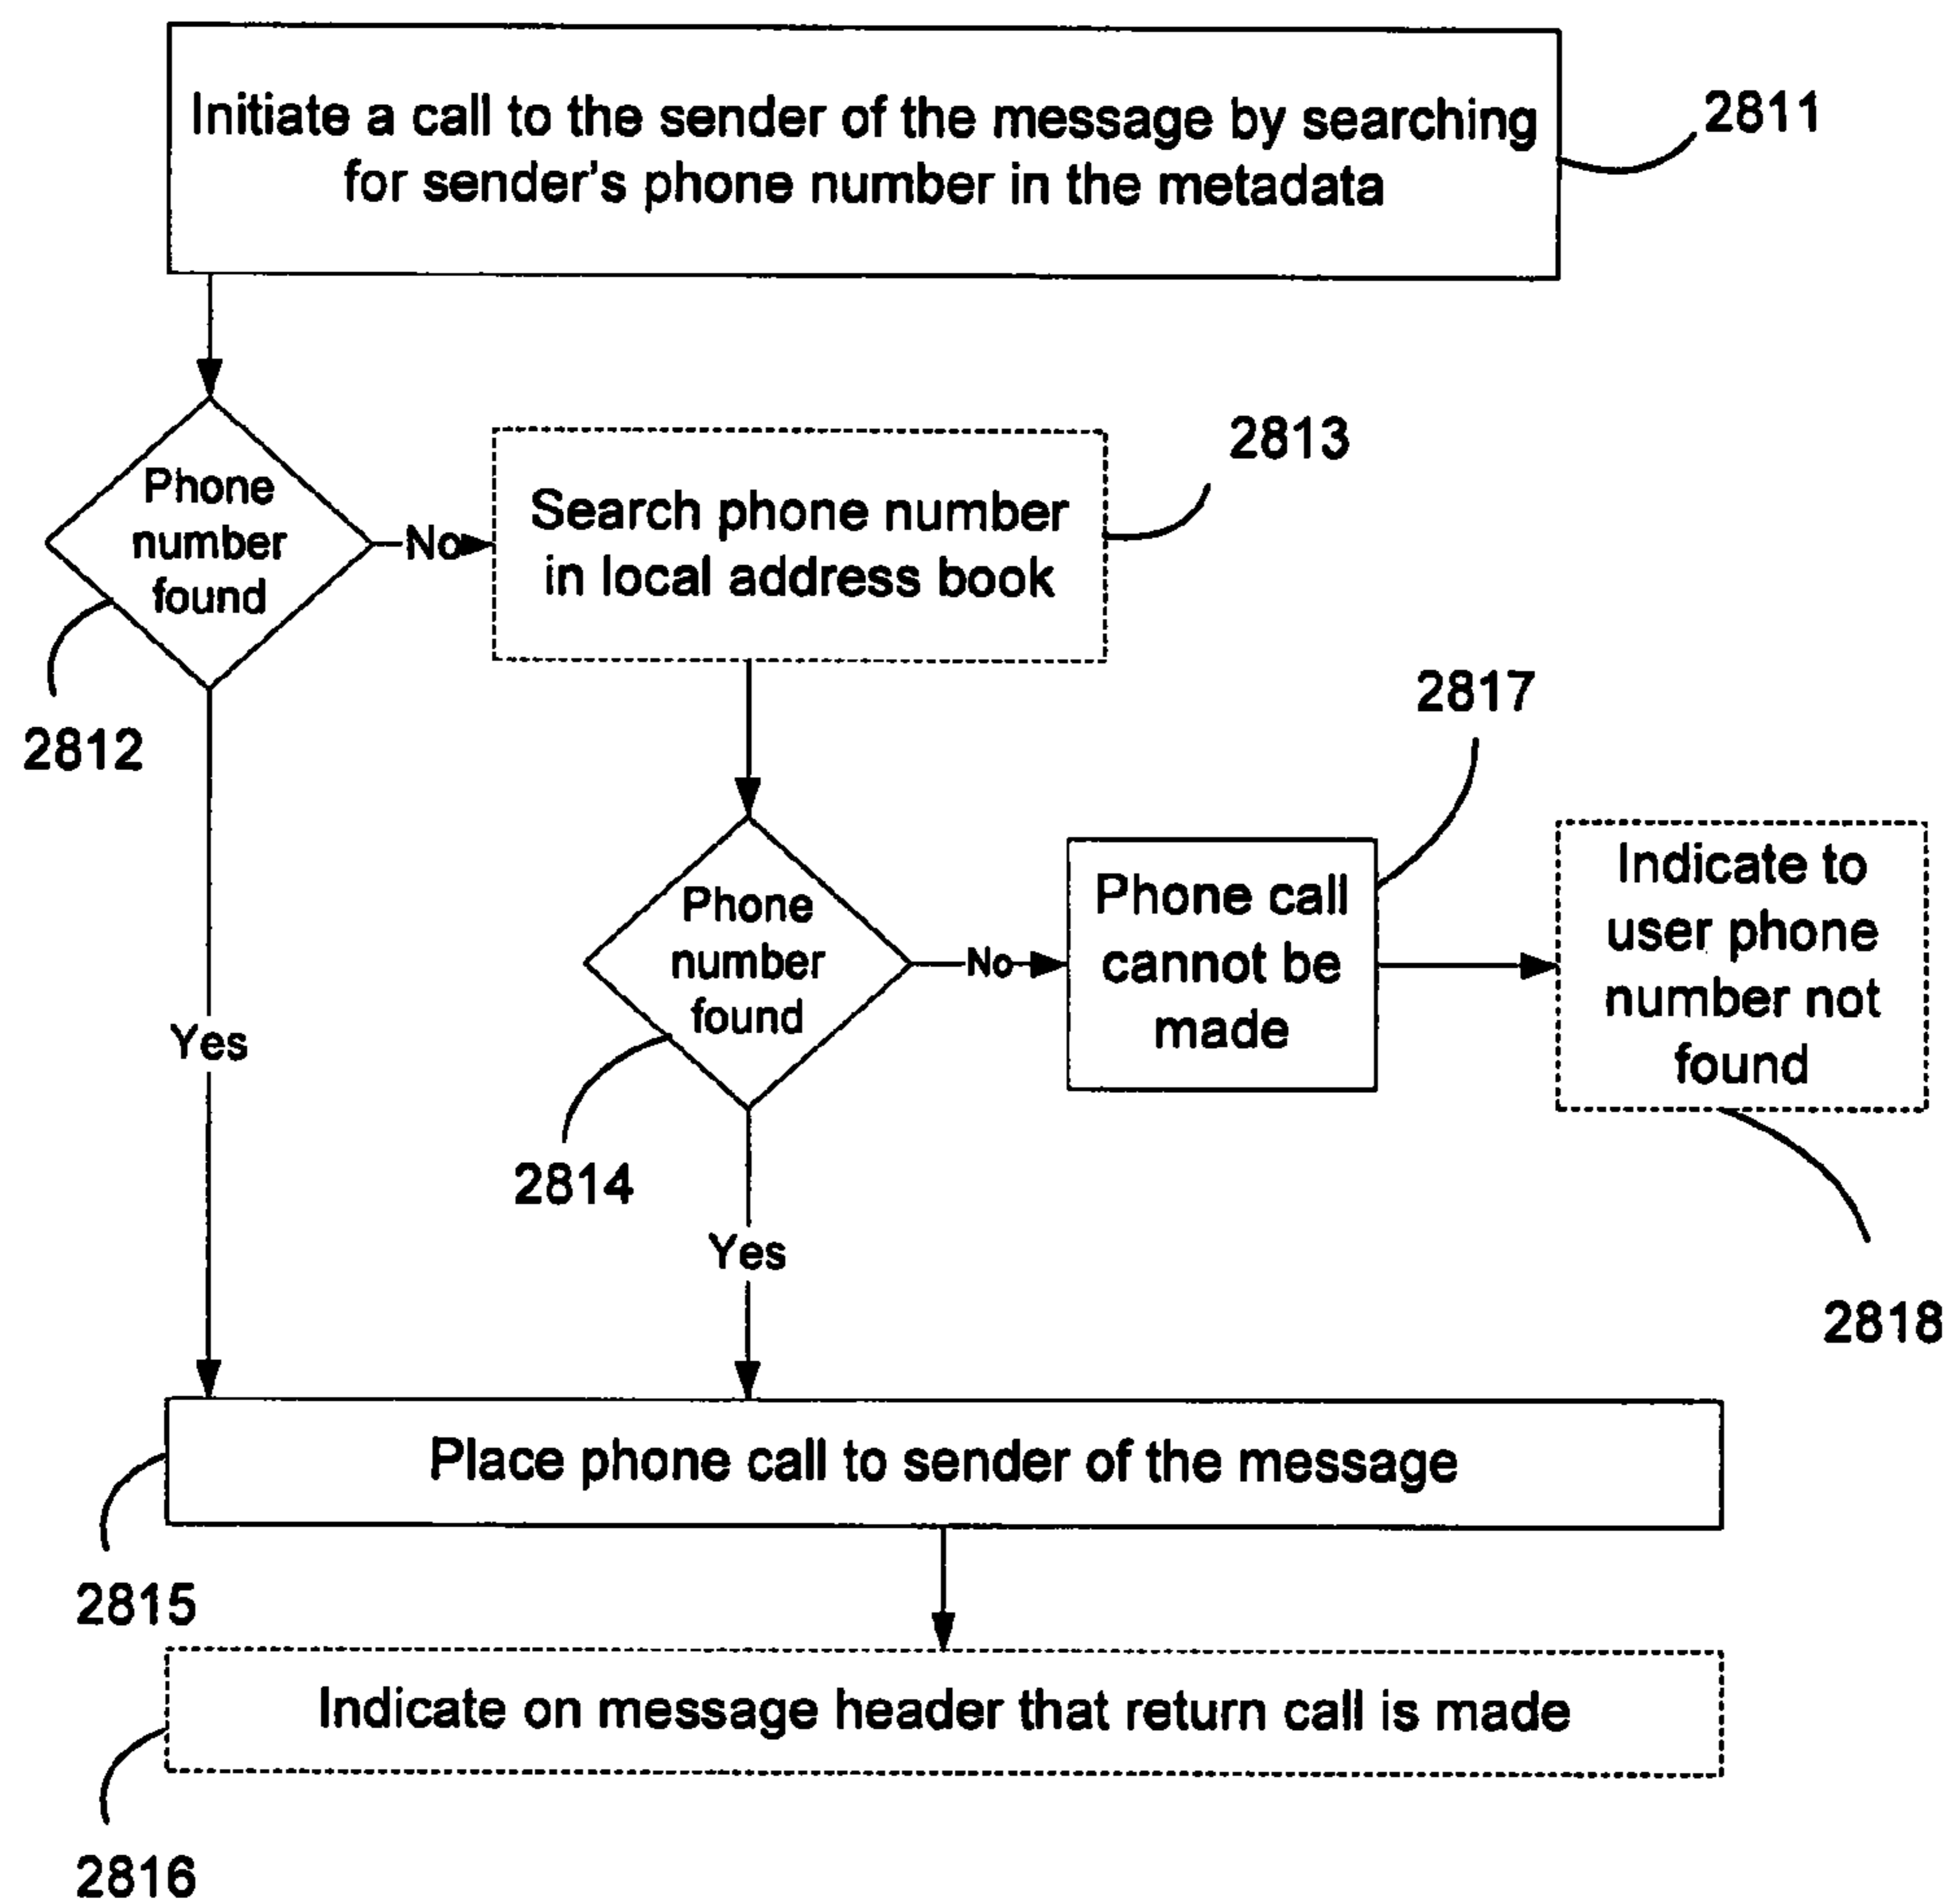 Initiate a call to the sender of the message by searching
for sender's phone number in the metadata
2811
Phone
number
found
No
2812
Search phone number
in local address book
2813
Phone
number
found
No
2814
Phone call
cannot be
made
2817
Indicate to
user phone
number not
found
2818
Yes
Yes
Place phone call to sender of the message
2815
Indicate on message header that return call is made
2816